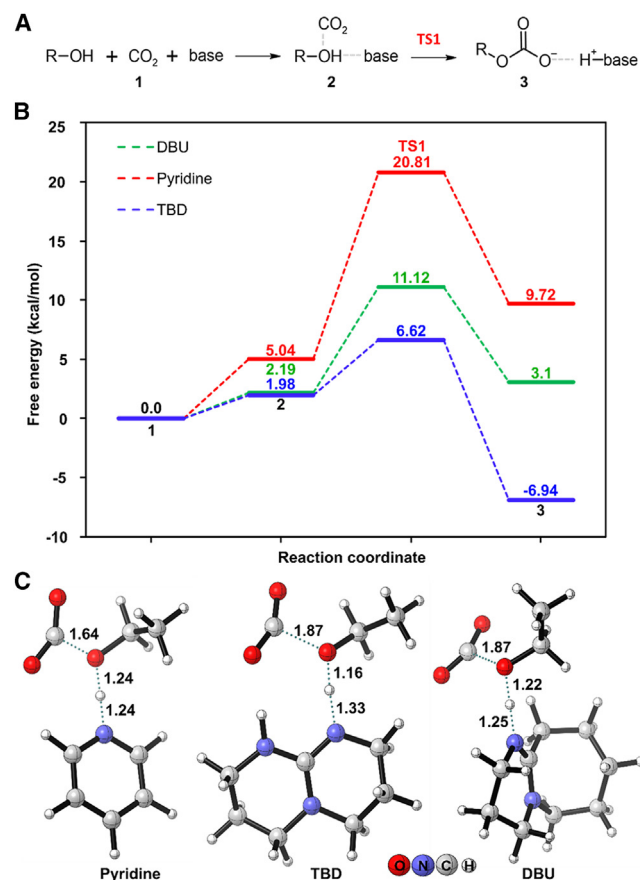 A
CO₂
R–OH + CO₂ + base
R–OH
base
TS1
R
O
O
O⁻
H⁺–base
1
2
3
B
DBU
Pyridine
TBD
TS1
20.81
11.12
9.72
6.62
5.04
2.19
1.98
3.1
0.0
-6.94
1
2
3
25
20
15
10
5
0
-5
-10
Free energy (kcal/mol)
Reaction coordinate
C
1.64
1.24
1.24
1.87
1.16
1.33
1.87
1.22
1.25
Pyridine
TBD
O N C H
DBU